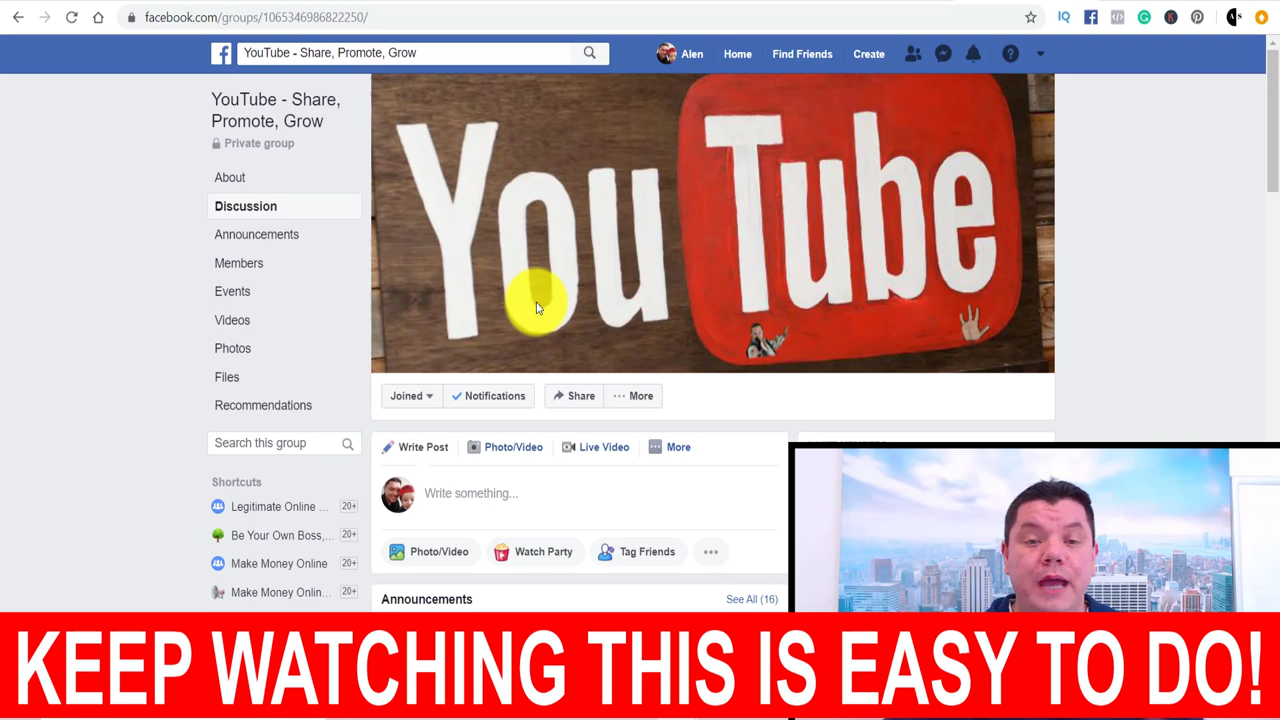 facebook.com/groups/1065346986822250/
YouTube - Share, Promote, Grow
Alen
Home
Find Friends
Create
YouTube - Share,
Promote, Grow
Private group
About
Discussion
Announcements
Members
Events
Videos
Photos
Files
Recommendations
Search this group
Shortcuts
Legitimate Online ... 20+
Be Your Own Boss,... 20+
Make Money Online 20+
Make Money Onlin... 20+
You Tube
Joined
Notifications
Share
More
Write Post
Photo/Video
Live Video
More
Write something...
Photo/Video
Watch Party
Tag Friends
Announcements
See All (16)
KEEP WATCHING THIS IS EASY TO DO!